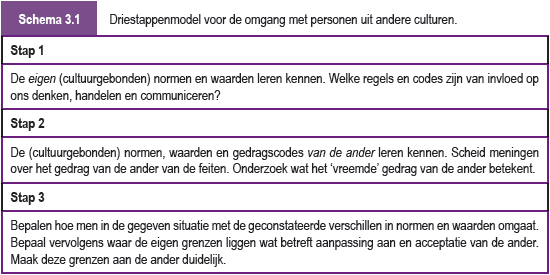 Schema 3.1 Driestappenmodel voor de omgang met personen uit andere culturen.
Stap 1
De eigen (cultuurgebonden) normen en waarden leren kennen. Welke regels en codes zijn van invloed op
ons denken, handelen en communiceren?
Stap 2
De (cultuurgebonden) normen, waarden en gedragscodes van de ander leren kennen. Scheid meningen
over het gedrag van de ander van de feiten. Onderzoek wat het ‘vreemde’ gedrag van de ander betekent.
Stap 3
Bepalen hoe men in de gegeven situatie met de geconstateerde verschillen in normen en waarden omgaat.
Bepaal vervolgens waar de eigen grenzen liggen wat betreft aanpassing aan en acceptatie van de ander.
Maak deze grenzen aan de ander duidelijk.